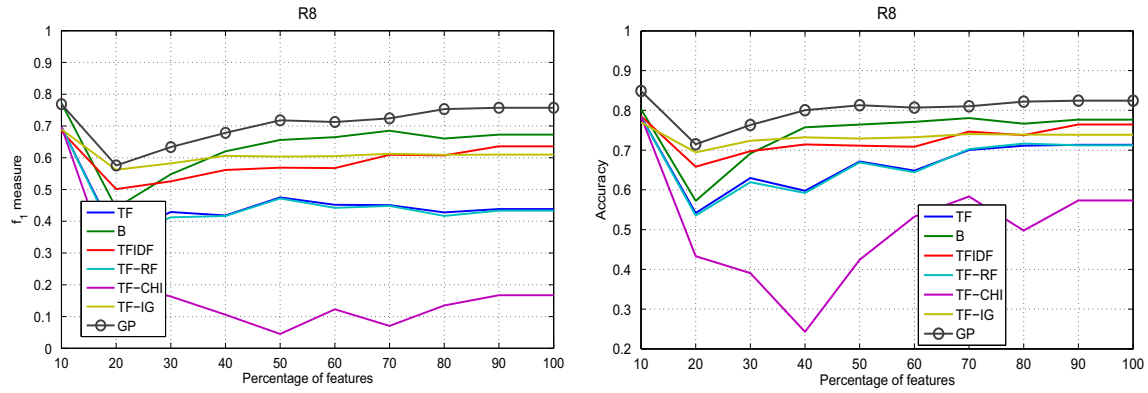 R8
1
0.9
0.8
0.7
0.6
0.5
0.4
0.3
0.2
0.1
0
f1 measure
TF
B
TFIDF
TF-RF
TF-CHI
TF-IG
GP
10 20 30 40 50 60 70 80 90 100
Percentage of features
R8
1
0.9
0.8
0.7
0.6
0.5
0.4
0.3
0.2
Accuracy
TF
B
TFIDF
TF-RF
TF-CHI
TF-IG
GP
10 20 30 40 50 60 70 80 90 100
Percentage of features